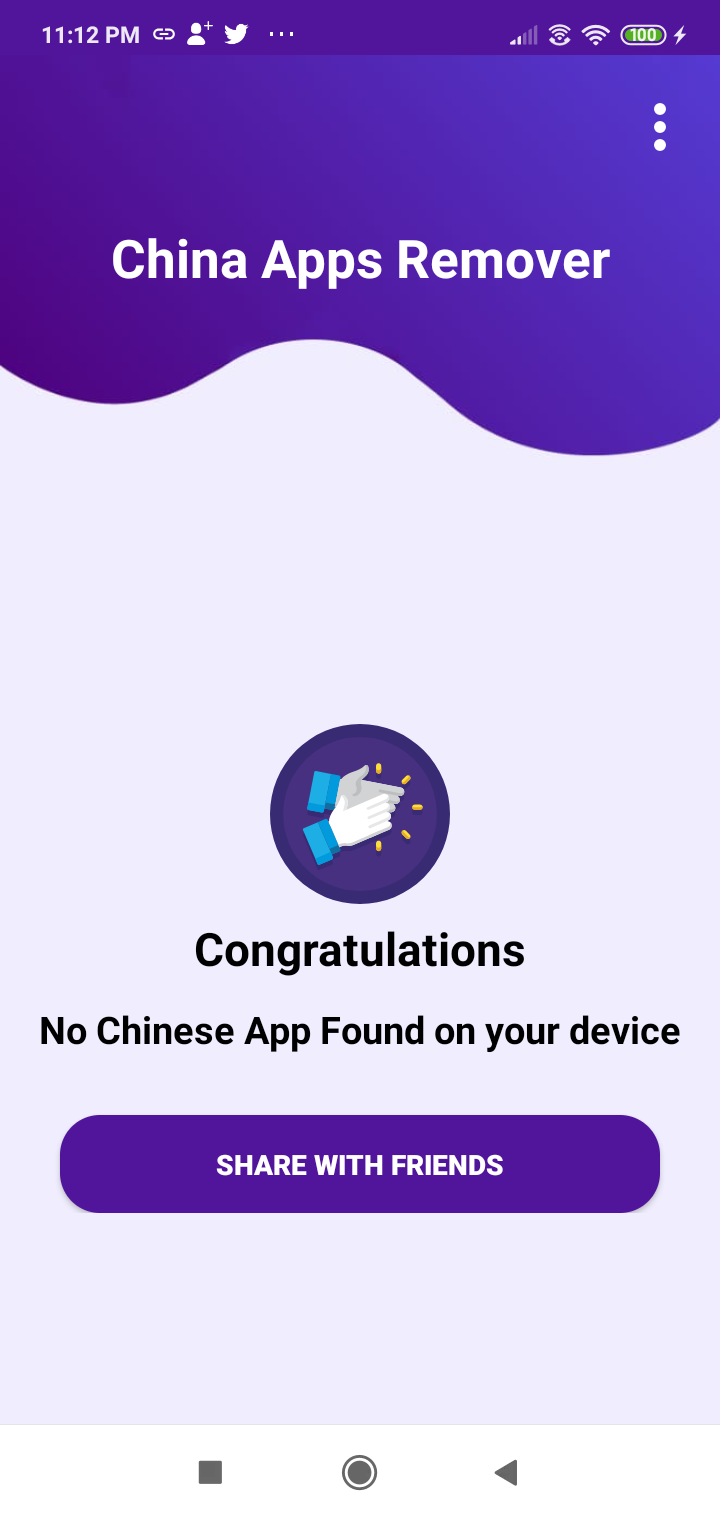 11:12 PM
100
China Apps Remover
Congratulations
No Chinese App Found on your device
SHARE WITH FRIENDS